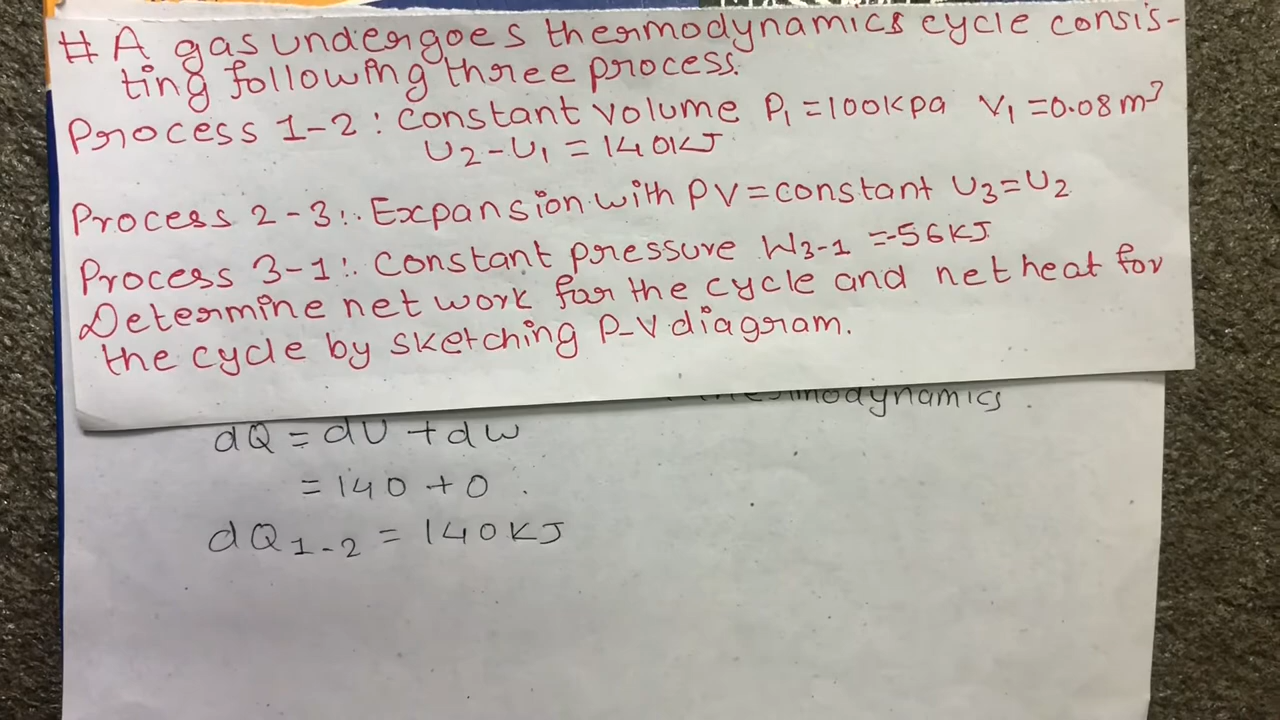 # A gas undergoes thermodynamics cycle consis-
ting following three process.
Process 1-2 : Constant volume P₁ = 100kpa V₁ = 0.08m³
U₂-U₁ = 140KJ
Process 2-3 :. Expansion with PV = constant U₃ = U₂
Process 3-1 :. Constant pressure W₃₋₁ = -56KJ
Determine net work for the cycle and net heat for
the cycle by sketching P-V diagram.
thermodynamics .
dQ = dU + dw
= 140 + 0 .
dQ₁₋₂ = 140KJ